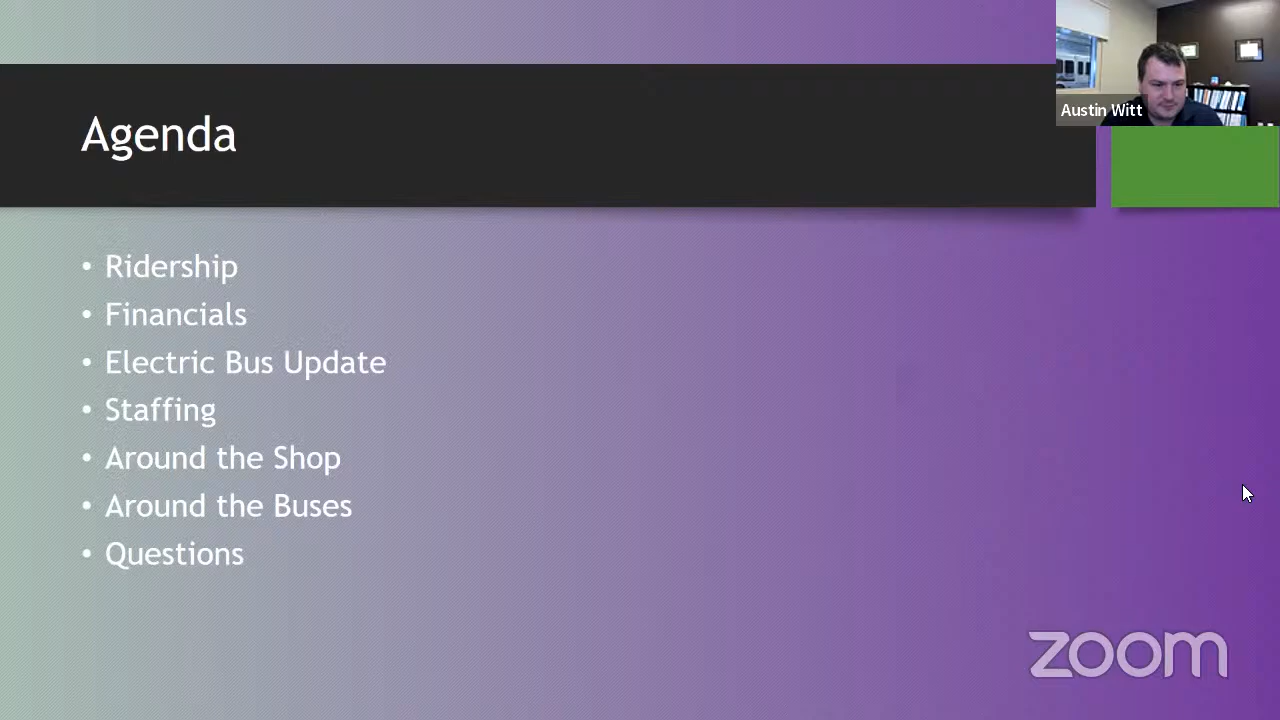 Austin Witt
Agenda
• Ridership
• Financials
• Electric Bus Update
• Staffing
• Around the Shop
• Around the Buses
• Questions
zoom